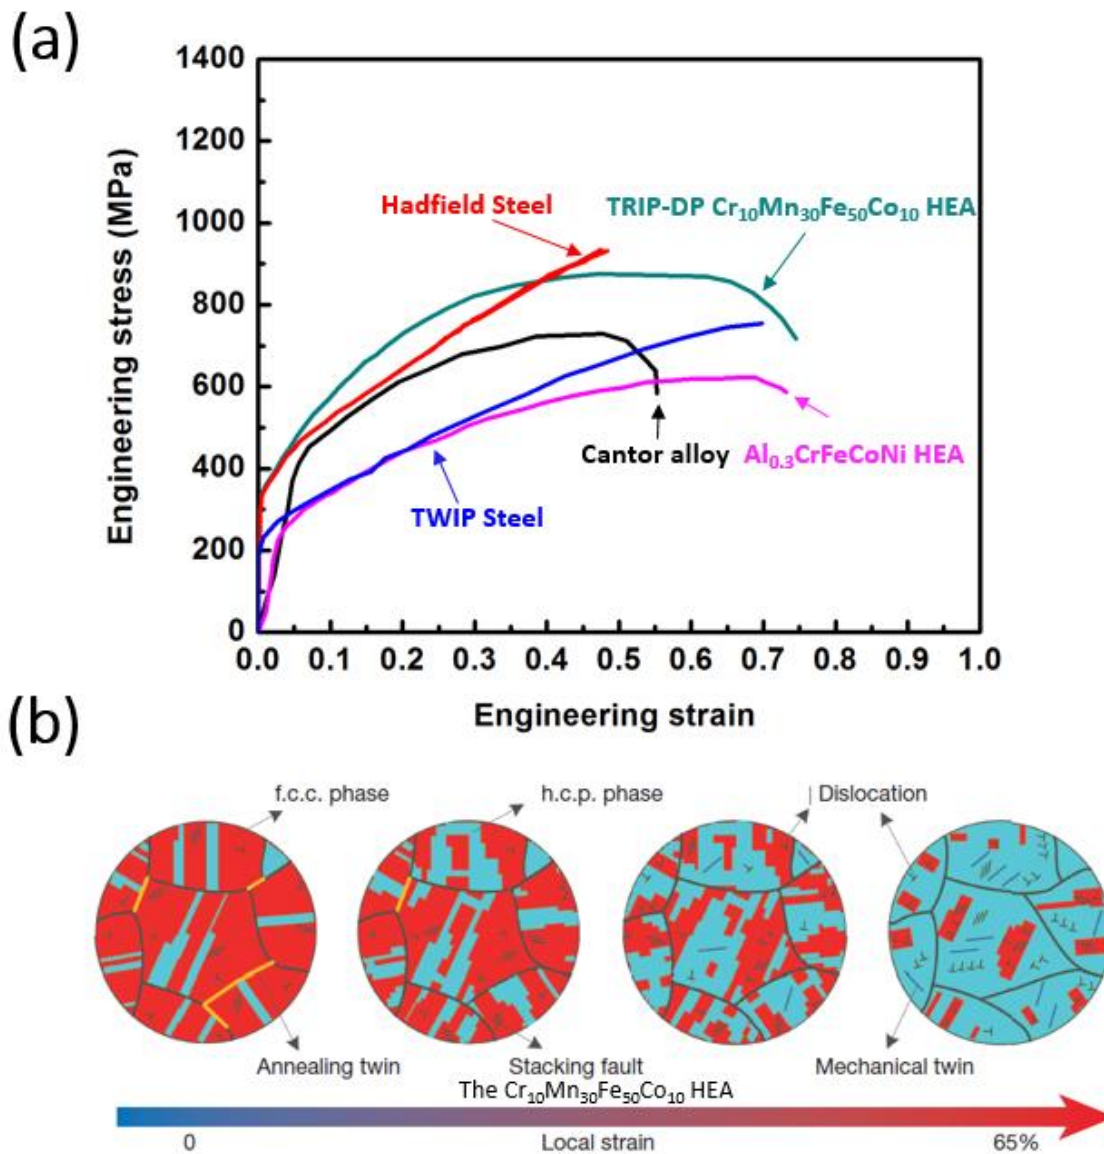 (a)
1400
1200
1000
800
600
400
200
0
Engineering stress (MPa)
Hadfield Steel
TRIP-DP Cr₁₀Mn₃₀Fe₅₀Co₁₀ HEA
Cantor alloy
Al₀.₃CrFeCoNi HEA
TWIP Steel
0.0 0.1 0.2 0.3 0.4 0.5 0.6 0.7 0.8 0.9 1.0
Engineering strain
(b)
f.c.c. phase
h.c.p. phase
Dislocation
Annealing twin
Stacking fault
Mechanical twin
The Cr₁₀Mn₃₀Fe₅₀Co₁₀ HEA
0
Local strain
65%